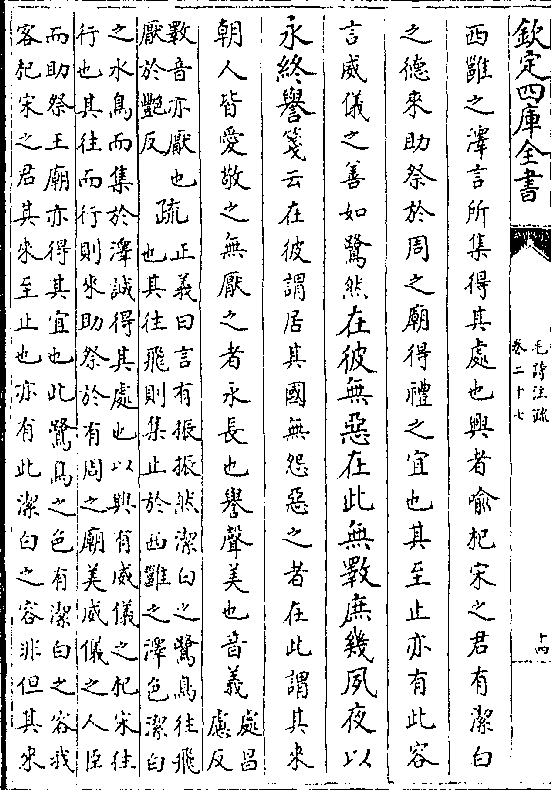 欽定四庫全書
毛詩注疏
卷二十七
十四
西雝之澤言所集得其處也興者喻杞宋之君有潔白
之德來助祭於周之廟得禮之宜也其至止亦有此容
言威儀之善如鷺然在彼無惡在此無斁庶幾夙夜以
永終譽箋云在彼謂居其國無怨惡之者在此謂其來
朝人皆愛敬之無厭之者永長也譽聲美也音義處昌
慮反
斁音亦厭也
厭於艷反
疏正義曰言有振振然潔白之鷺鳥往飛
也其往飛則集止於西雝之澤色潔白
之水鳥而集於澤誠得其處也以興有威儀之杞宋往
行也其往而行則來助祭於有周之廟美威儀之人臣
而助祭王廟亦得其宜也此鷺鳥之色有潔白之容我
客杞宋之君其來至止也亦有此潔白之容非但其來